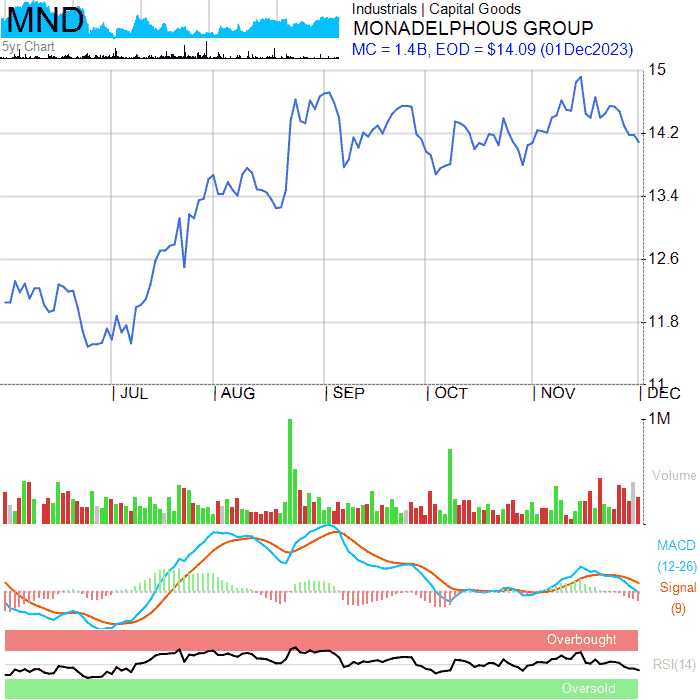 MND
5yr Chart
Industrials | Capital Goods
MONADELPHOUS GROUP
MC = 1.4B, EOD = $14.09 (01Dec2023)
15
14.2
13.4
12.6
11.8
11
JUL
AUG
SEP
OCT
NOV
DEC
1M
Volume
MACD
(12-26)
Signal
(9)
Overbought
RSI(14)
Oversold